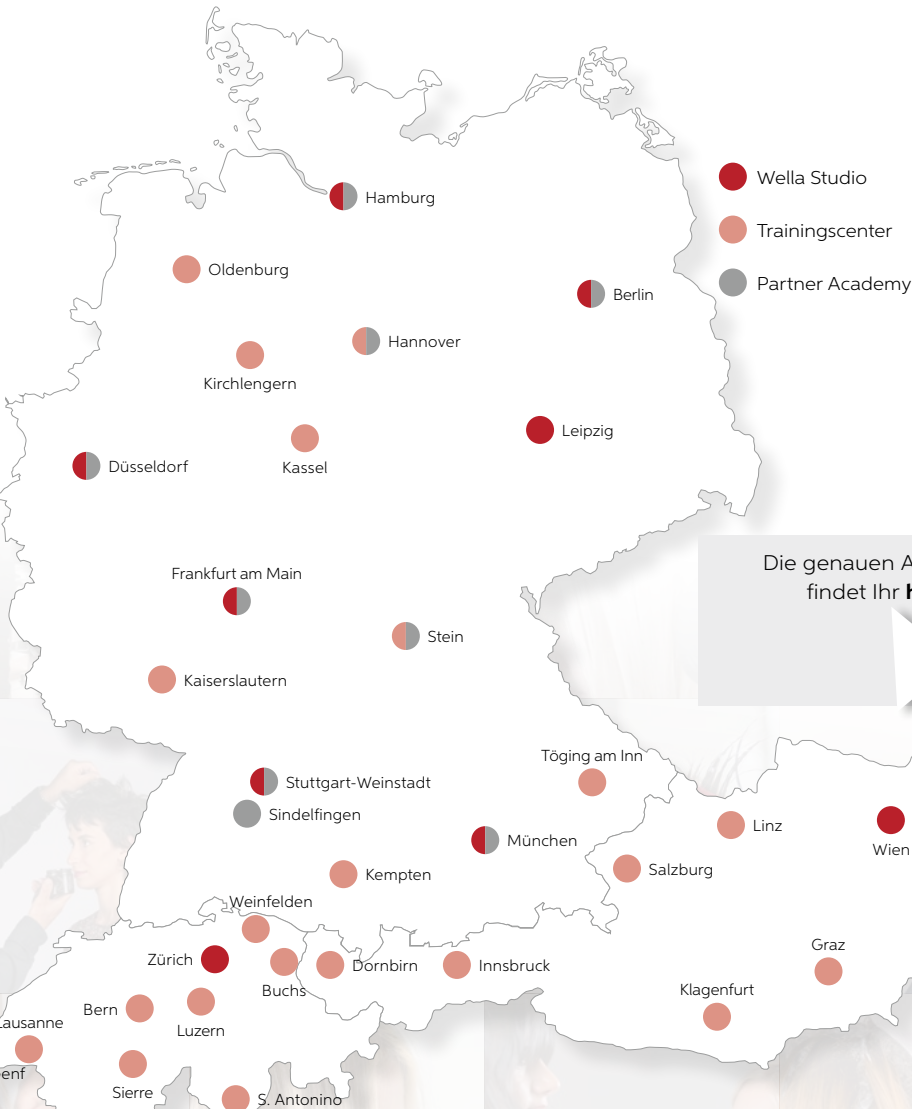 Hamburg
Wella Studio
Trainingscenter
Partner Academy
Oldenburg
Berlin
Hannover
Kirchlengern
Leipzig
Düsseldorf
Kassel
Die genauen
findet Ihr
Frankfurt am Main
Stein
Kaiserslautern
Töging am Inn
Stuttgart-Weinstadt
Sindelfingen
Linz
München
Wien
Salzburg
Kempten
Weinfelden
Graz
Zürich
Dornbirn
Innsbruck
Buchs
Klagenfurt
Bern
Luzern
Lausanne
enf
Sierre
S. Antonino